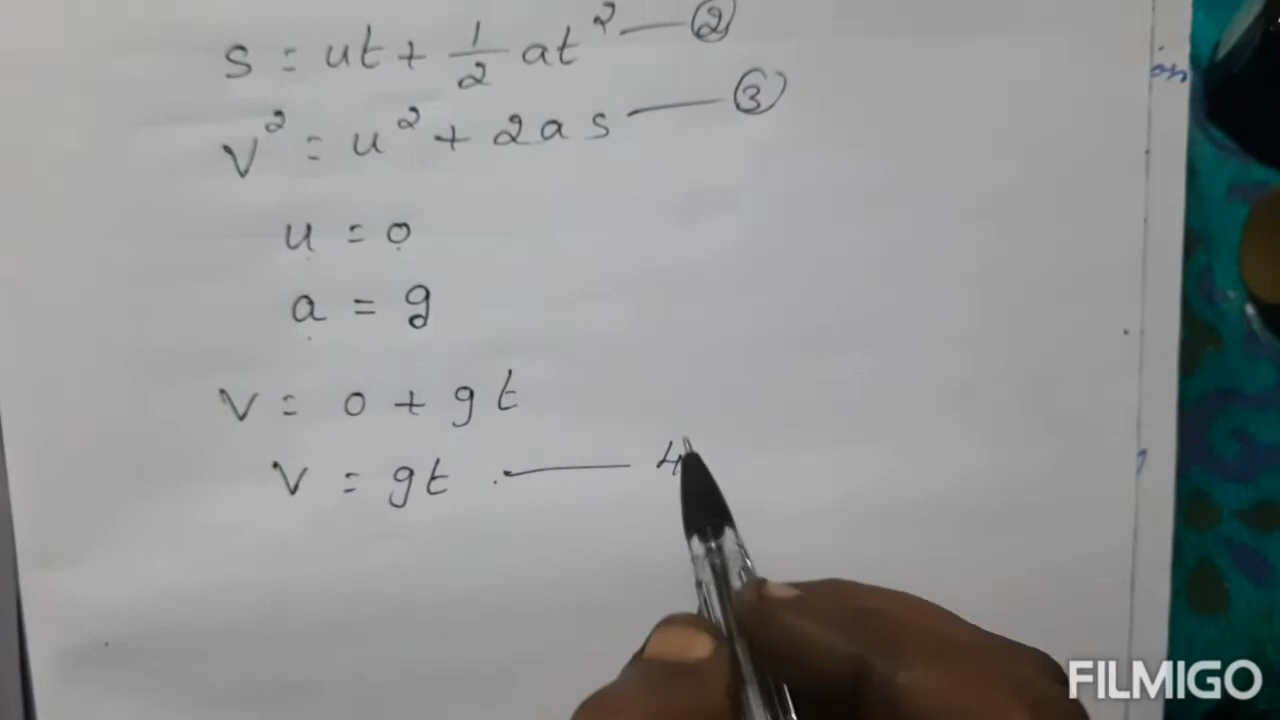 s = ut + 1/2 at² — ②
v² = u² + 2as — ③
u = 0
a = g
v = 0 + gt
v = gt — 4
FILMIGO